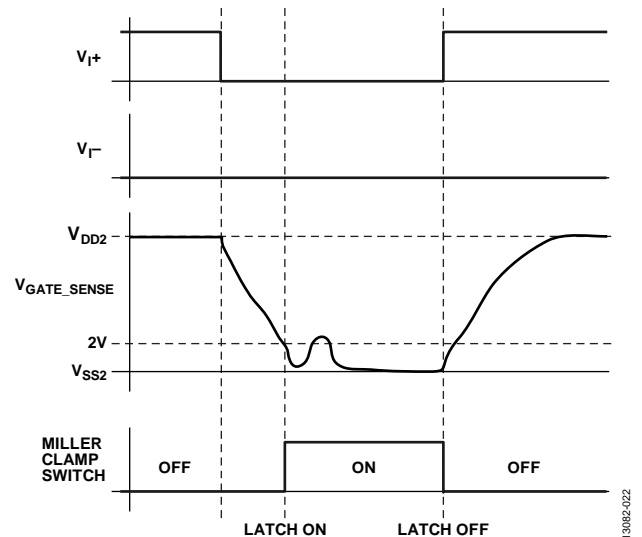 VI+
VI–
VDD2
VGATE_SENSE
2V
VSS2
MILLER
CLAMP
SWITCH
OFF
ON
OFF
LATCH ON
LATCH OFF
13082-022